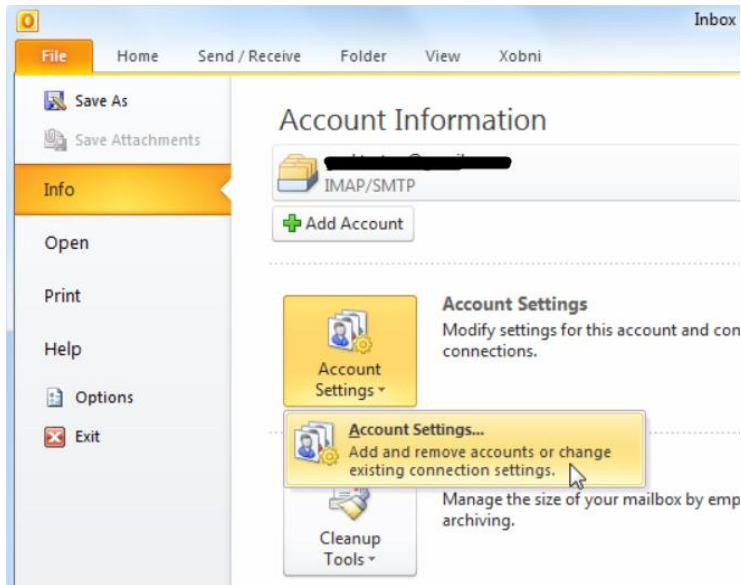 Inbox
File Home Send / Receive Folder View Xobni
Save As
Save Attachments
Info
Open
Print
Help
Options
Exit
Account Information
IMAP/SMTP
Add Account
Account Settings
Modify settings for this account and con
connections.
Account
Settings
Account Settings...
Add and remove accounts or change
existing connection settings.
Manage the size of your mailbox by emp
archiving.
Cleanup
Tools